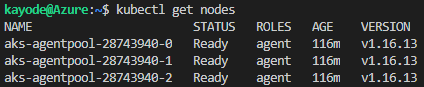 kayode@Azure:~$ kubectl get nodes
NAME STATUS ROLES AGE VERSION
aks-agentpool-28743940-0 Ready agent 116m v1.16.13
aks-agentpool-28743940-1 Ready agent 116m v1.16.13
aks-agentpool-28743940-2 Ready agent 116m v1.16.13